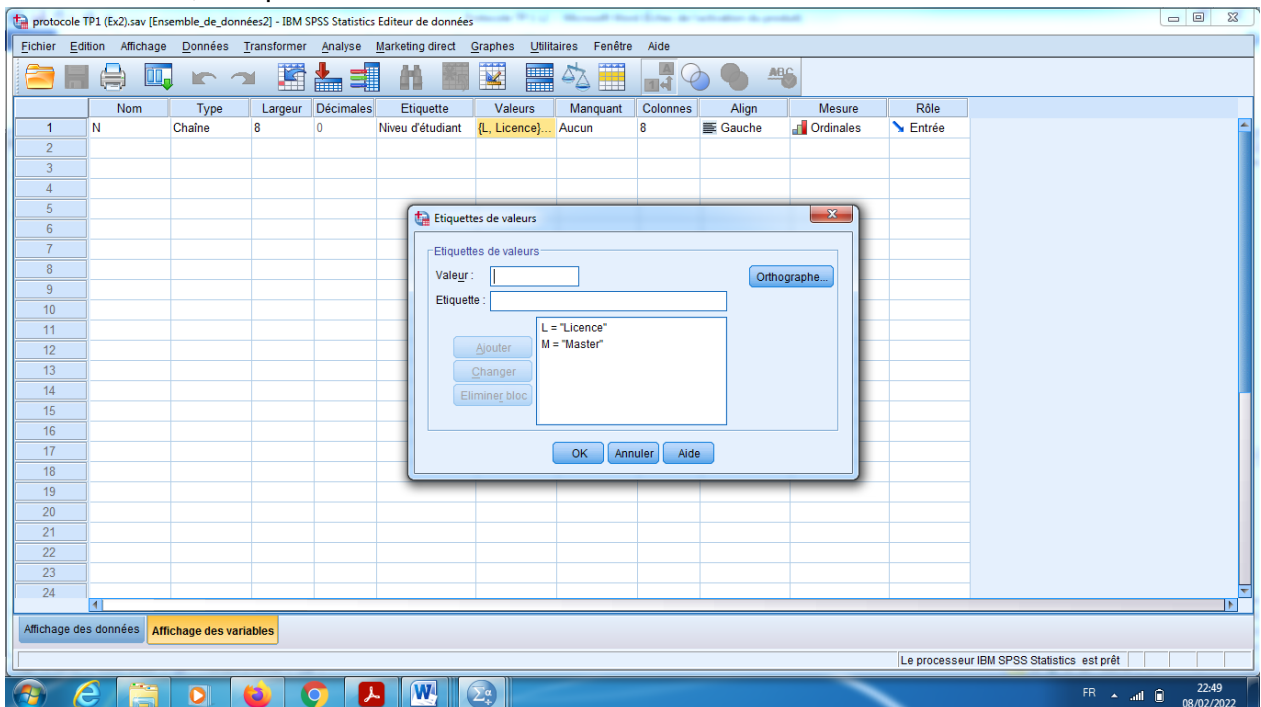 protocole TP1 (Ex2).sav [Ensemble_de_données2] - IBM SPSS Statistics Editeur de données
Fichier Edition Affichage Données Transformer Analyse Marketing direct Graphes Utilitaires Fenêtre Aide
Nom Type Largeur Décimales Etiquette Valeurs Manquant Colonnes Align Mesure Rôle
1 N Chaîne 8 0 Niveu d'étudiant {L, Licence}... Aucun 8 Gauche Ordinales Entrée
2
3
4
5
6
7
8
9
10
11
12
13
14
15
16
17
18
19
20
21
22
23
24
Etiquettes de valeurs
Etiquettes de valeurs
Valeur :
Orthographe...
Etiquette :
L = "Licence"
M = "Master"
Ajouter
Changer
Eliminer bloc
OK Annuler Aide
Affichage des données Affichage des variables
Le processeur IBM SPSS Statistics est prêt
FR 22:49
08/02/2022